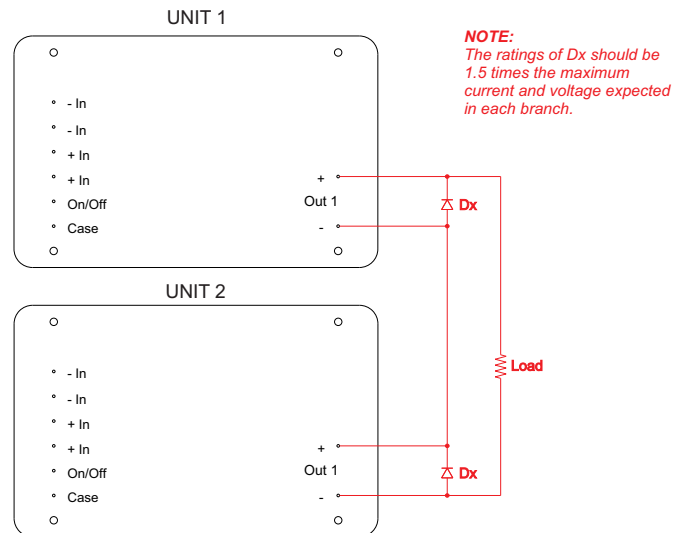 UNIT 1
NOTE:
The ratings of Dx should be
1.5 times the maximum
current and voltage expected
in each branch.
- In
- In
+ In
+ In
On/Off
Case
+
Out 1
-
Dx
UNIT 2
Load
- In
- In
+ In
+ In
On/Off
Case
+
Out 1
-
Dx